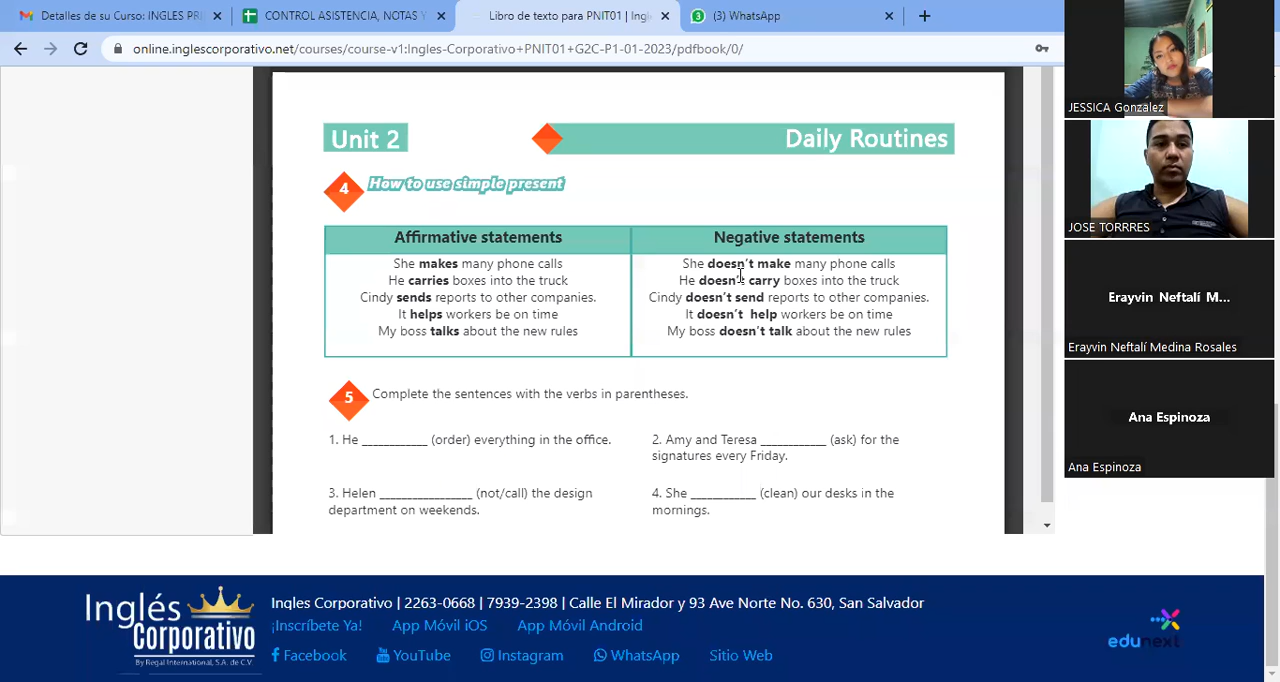 Detalles de su Curso: INGLES PRI
CONTROL ASISTENCIA, NOTAS Y
Libro de texto para PNIT01 | Ingl
(3) WhatsApp
online.inglescorporativo.net/courses/course-v1:Ingles-Corporativo+PNIT01+G2C-P1-01-2023/pdfbook/0/
JESSICA Gonzalez
JOSE TORRRES
Erayvin Neftalí M...
Erayvin Neftalí Medina Rosales
Ana Espinoza
Ana Espinoza
Unit 2
Daily Routines
4 How to use simple present
Affirmative statements
She makes many phone calls
He carries boxes into the truck
Cindy sends reports to other companies.
It helps workers be on time
My boss talks about the new rules
Negative statements
She doesn't make many phone calls
He doesn't carry boxes into the truck
Cindy doesn't send reports to other companies.
It doesn't help workers be on time
My boss doesn't talk about the new rules
5 Complete the sentences with the verbs in parentheses.
1. He ____________ (order) everything in the office.
2. Amy and Teresa ____________ (ask) for the
signatures every Friday.
3. Helen _________________ (not/call) the design
department on weekends.
4. She ____________ (clean) our desks in the
mornings.
Inglés
Corporativo
By Regal International, S.A. de C.V.
Ingles Corporativo | 2263-0668 | 7939-2398 | Calle El Mirador y 93 Ave Norte No. 630, San Salvador
¡Inscríbete Ya! App Móvil iOS App Móvil Android
Facebook YouTube Instagram WhatsApp Sitio Web
edunext